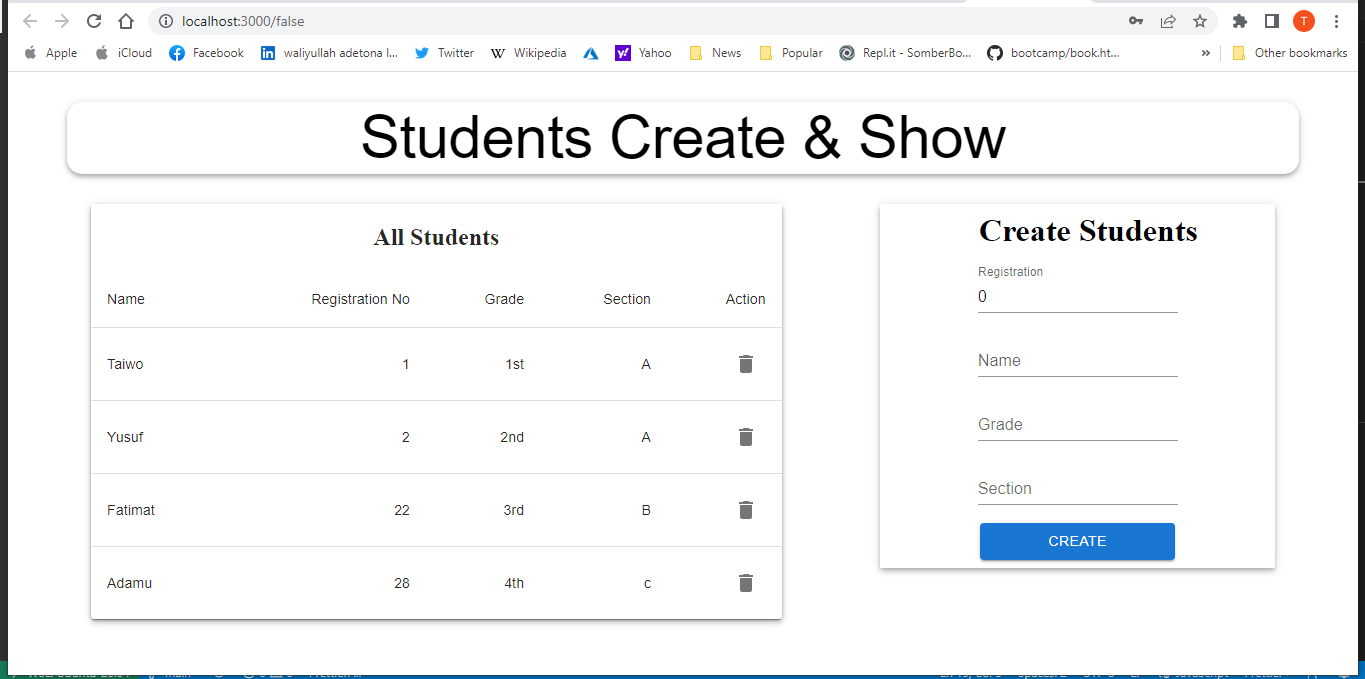 localhost:3000/false
T
Apple iCloud Facebook waliyullah adetona l... Twitter Wikipedia Yahoo News Popular Repl.it - SomberBo... bootcamp/book.ht... » Other bookmarks
Students Create & Show
All Students
Name Registration No Grade Section Action
Taiwo 1 1st A
Yusuf 2 2nd A
Fatimat 22 3rd B
Adamu 28 4th c
Create Students
Registration
0
Name
Grade
Section
CREATE